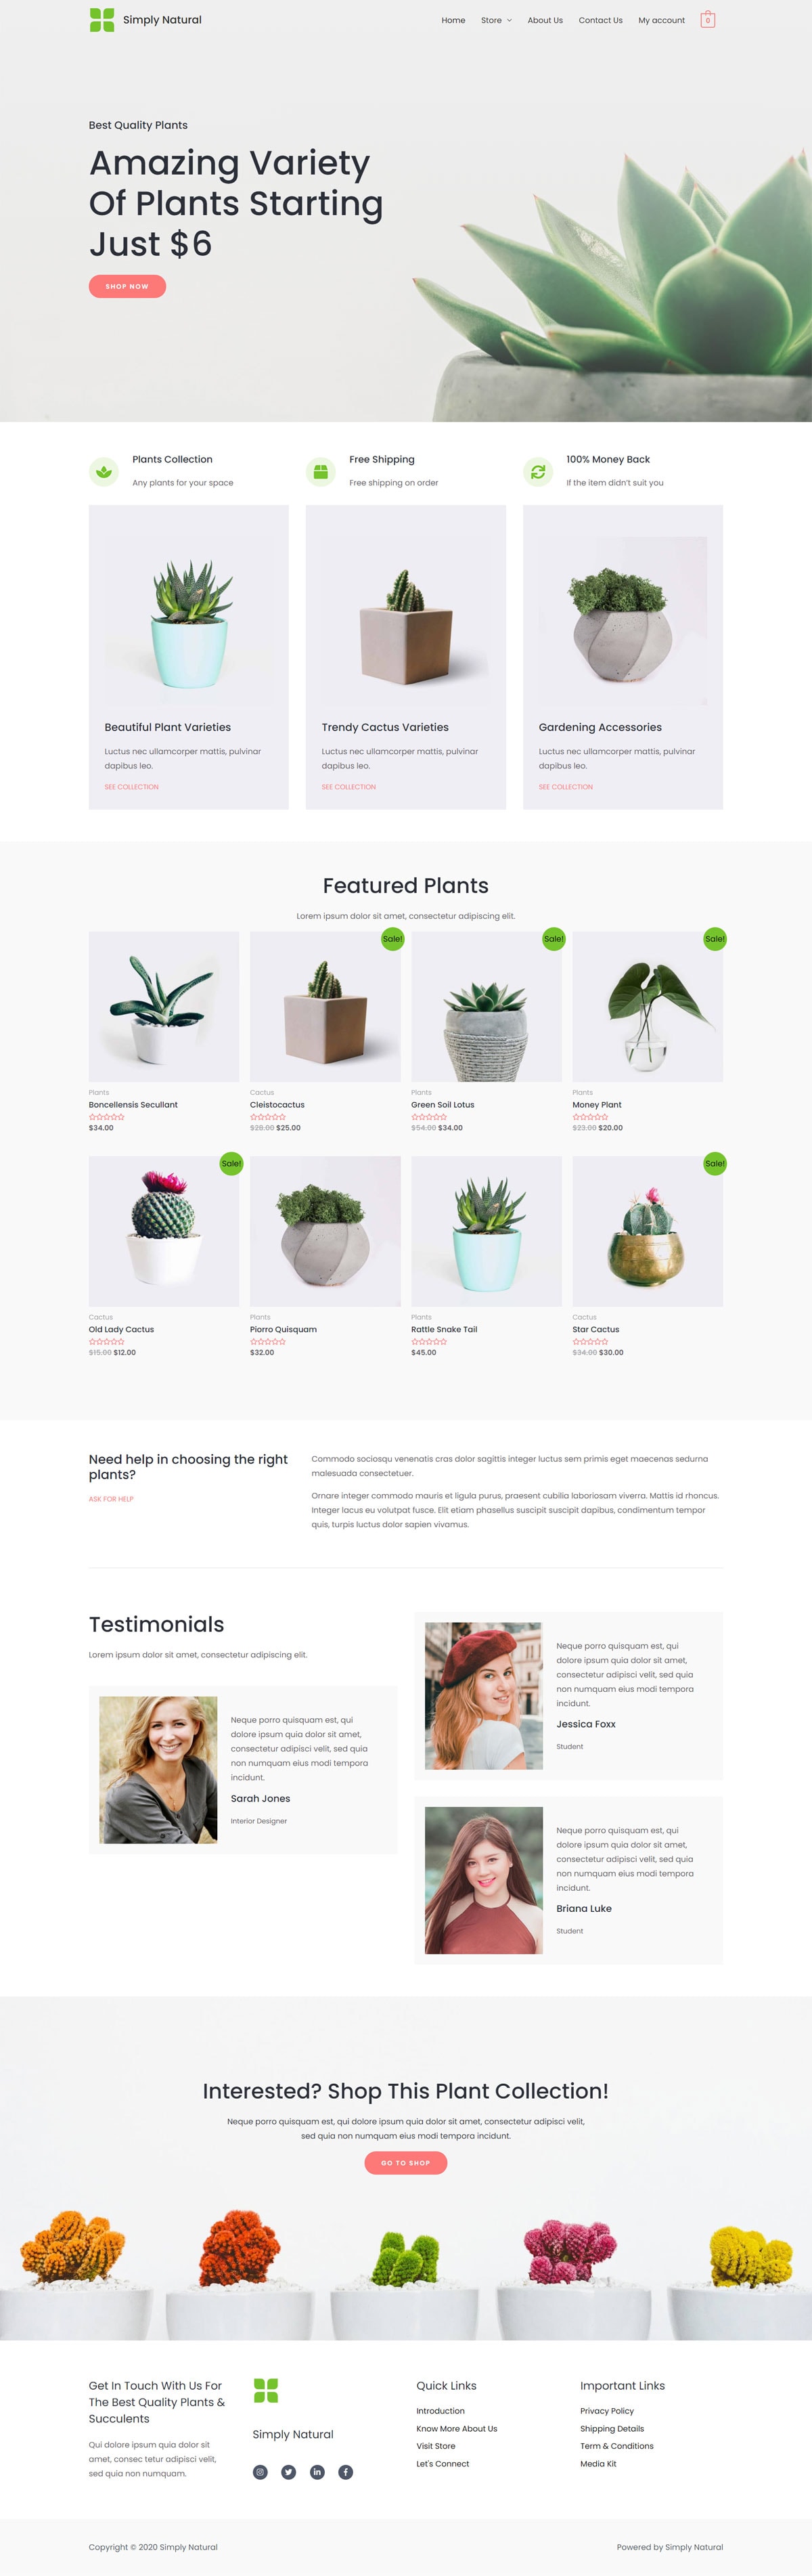 Simply Natural
Home
Store
About Us
Contact Us
My account
0
Best Quality Plants
Amazing Variety
Of Plants Starting
Just $6
SHOP NOW
Plants Collection
Any plants for your space
Free Shipping
Free shipping on order
100% Money Back
If the item didn't suit you
Beautiful Plant Varieties
Luctus nec ullamcorper mattis, pulvinar
dapibus leo.
SEE COLLECTION
Trendy Cactus Varieties
Luctus nec ullamcorper mattis, pulvinar
dapibus leo.
SEE COLLECTION
Gardening Accessories
Luctus nec ullamcorper mattis, pulvinar
dapibus leo.
SEE COLLECTION
Featured Plants
Lorem ipsum dolor sit amet, consectetur adipiscing elit.
Plants
Boncellensis Secullant
$34.00
Sale!
Cactus
Cleistocactus
$28.00 $25.00
Sale!
Plants
Green Soil Lotus
$54.00 $34.00
Sale!
Plants
Money Plant
$23.00 $20.00
Sale!
Cactus
Old Lady Cactus
$15.00 $12.00
Plants
Piorro Quisquam
$32.00
Plants
Rattle Snake Tail
$45.00
Sale!
Cactus
Star Cactus
$34.00 $30.00
Need help in choosing the right
plants?
ASK FOR HELP
Commodo sociosqu venenatis cras dolor sagittis integer luctus sem primis eget maecenas sedurna
malesuada consectetuer.
Ornare integer commodo mauris et ligula purus, praesent cubilia laboriosam viverra. Mattis id rhoncus.
Integer lacus eu volutpat fusce. Elit etiam phasellus suscipit suscipit dapibus, condimentum tempor
quis, turpis luctus dolor sapien vivamus.
Testimonials
Lorem ipsum dolor sit amet, consectetur adipiscing elit.
Neque porro quisquam est, qui
dolore ipsum quia dolor sit amet,
consectetur adipisci velit, sed quia
non numquam eius modi tempora
incidunt.
Sarah Jones
Interior Designer
Neque porro quisquam est, qui
dolore ipsum quia dolor sit amet,
consectetur adipisci velit, sed quia
non numquam eius modi tempora
incidunt.
Jessica Foxx
Student
Neque porro quisquam est, qui
dolore ipsum quia dolor sit amet,
consectetur adipisci velit, sed quia
non numquam eius modi tempora
incidunt.
Briana Luke
Student
Interested? Shop This Plant Collection!
Neque porro quisquam est, qui dolore ipsum quia dolor sit amet, consectetur adipisci velit,
sed quia non numquam eius modi tempora incidunt.
GO TO SHOP
Get In Touch With Us For
The Best Quality Plants &
Succulents
Qui dolore ipsum quia dolor sit
amet, consec tetur adipisci velit,
sed quia non numquam.
Simply Natural
Quick Links
Introduction
Know More About Us
Visit Store
Let's Connect
Important Links
Privacy Policy
Shipping Details
Term & Conditions
Media Kit
Copyright © 2020 Simply Natural
Powered by Simply Natural